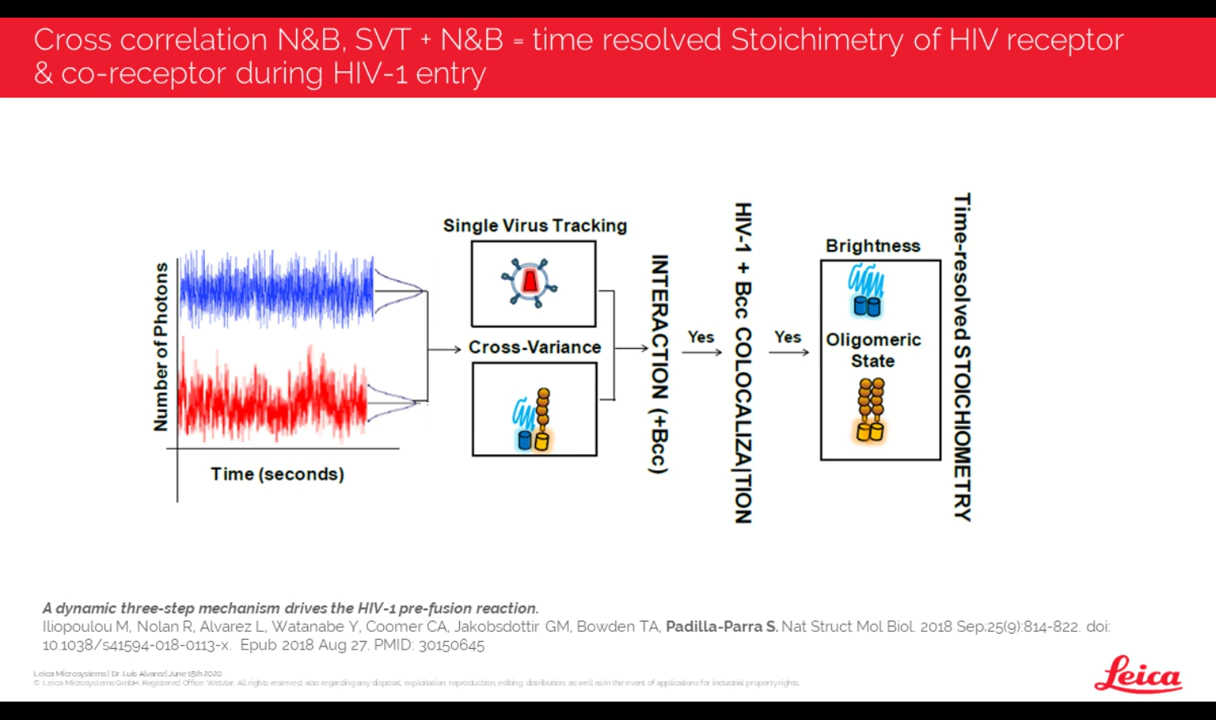 Cross correlation N&B, SVT + N&B = time resolved Stoichimetry of HIV receptor
& co-receptor during HIV-1 entry
Number of Photons
Time (seconds)
Single Virus Tracking
Cross-Variance
INTERACTION (+Bcc)
Yes
HIV-1 + Bcc COLOCALIZATION
Yes
Brightness
Oligomeric
State
Time-resolved STOICHIOMETRY
A dynamic three-step mechanism drives the HIV-1 pre-fusion reaction.
Iliopoulou M, Nolan R, Alvarez L, Watanabe Y, Coomer CA, Jakobsdottir GM, Bowden TA, Padilla-Parra S. Nat Struct Mol Biol. 2018 Sep;25(9):814-822. doi:
10.1038/s41594-018-0113-x. Epub 2018 Aug 27. PMID: 30150645
Leica Microsystems | Dr. Luis Alvarez | June 15th 2020
© Leica Microsystems GmbH, Registered Office: Wetzlar. All rights reserved, also regarding any disposal, exploitation, reproduction, editing, distribution, as well as in the event of applications for industrial property rights.
Leica